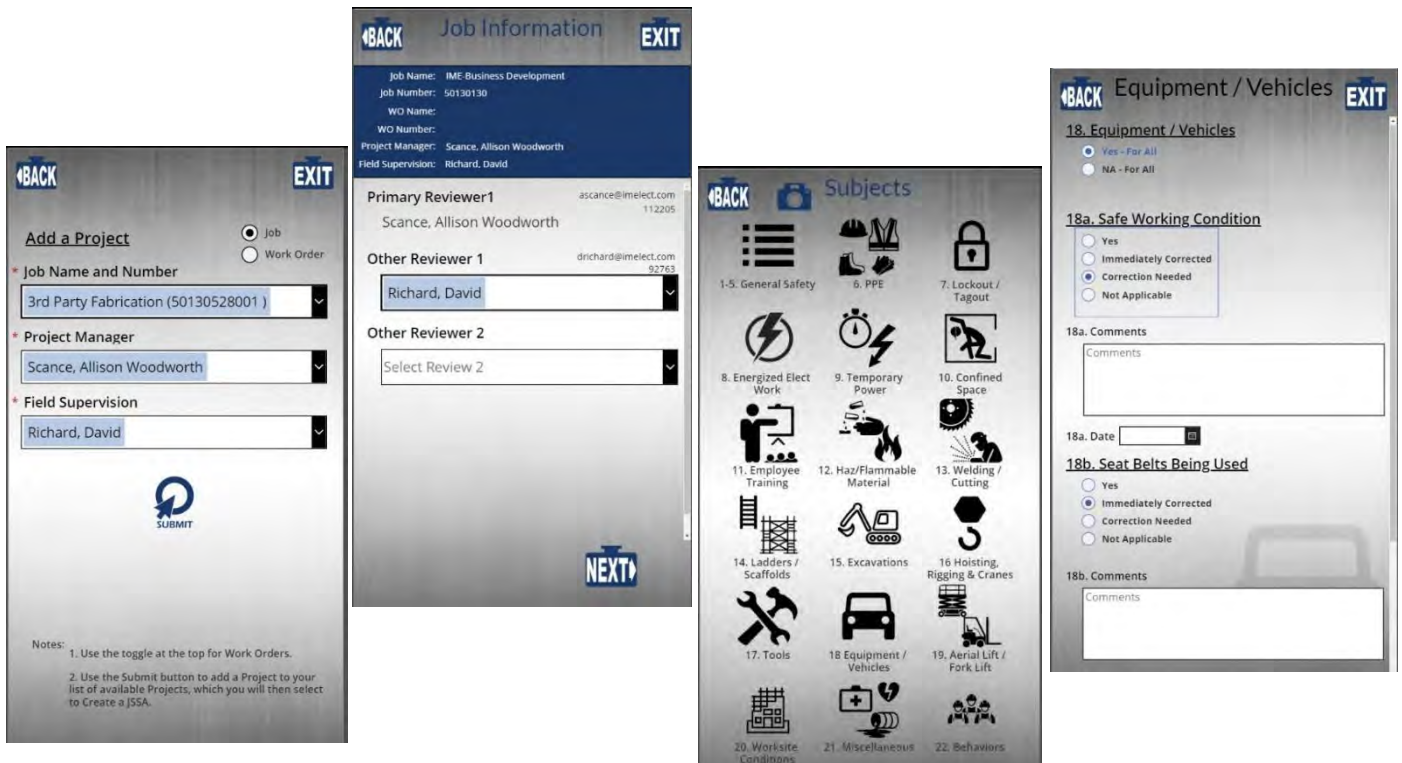 BACK
EXIT
Add a Project
Job
Work Order
* Job Name and Number
3rd Party Fabrication (50130528001 )
* Project Manager
Scance, Allison Woodworth
* Field Supervision
Richard, David
SUBMIT
Notes:
1. Use the toggle at the top for Work Orders.
2. Use the Submit button to add a Project to your
list of available Projects, which you will then select
to Create a JSSA.
BACK
Job Information
EXIT
Job Name: IME-Business Development
Job Number: 50130130
WO Name:
WO Number:
Project Manager: Scance, Allison Woodworth
Field Supervision: Richard, David
Primary Reviewer1
ascance@imelect.com
112205
Scance, Allison Woodworth
Other Reviewer 1
drichard@imelect.com
92763
Richard, David
Other Reviewer 2
Select Review 2
NEXT
BACK
Subjects
1-5. General Safety
6. PPE
7. Lockout /
Tagout
8. Energized Elect
Work
9. Temporary
Power
10. Confined
Space
11. Employee
Training
12. Haz/Flammable
Material
13. Welding /
Cutting
14. Ladders /
Scaffolds
15. Excavations
16 Hoisting,
Rigging & Cranes
17. Tools
18 Equipment /
Vehicles
19. Aerial Lift /
Fork Lift
20. Worksite
Conditions
21. Miscellaneous
22. Behaviors
BACK
Equipment / Vehicles
EXIT
18. Equipment / Vehicles
Yes - For All
NA - For All
18a. Safe Working Condition
Yes
Immediately Corrected
Correction Needed
Not Applicable
18a. Comments
Comments
18a. Date
18b. Seat Belts Being Used
Yes
Immediately Corrected
Correction Needed
Not Applicable
18b. Comments
Comments